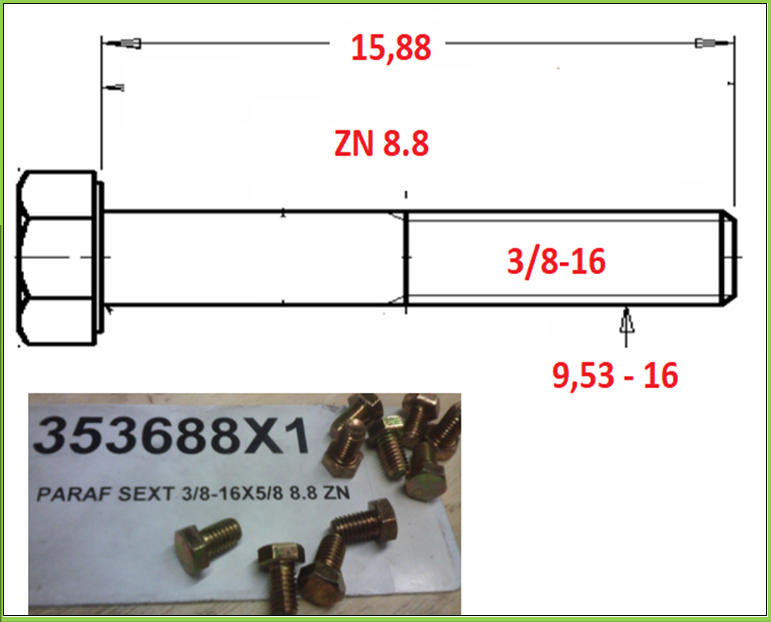 15,88
ZN 8.8
3/8-16
9,53 - 16
353688X1
PARAF SEXT 3/8-16X5/8 8.8 ZN